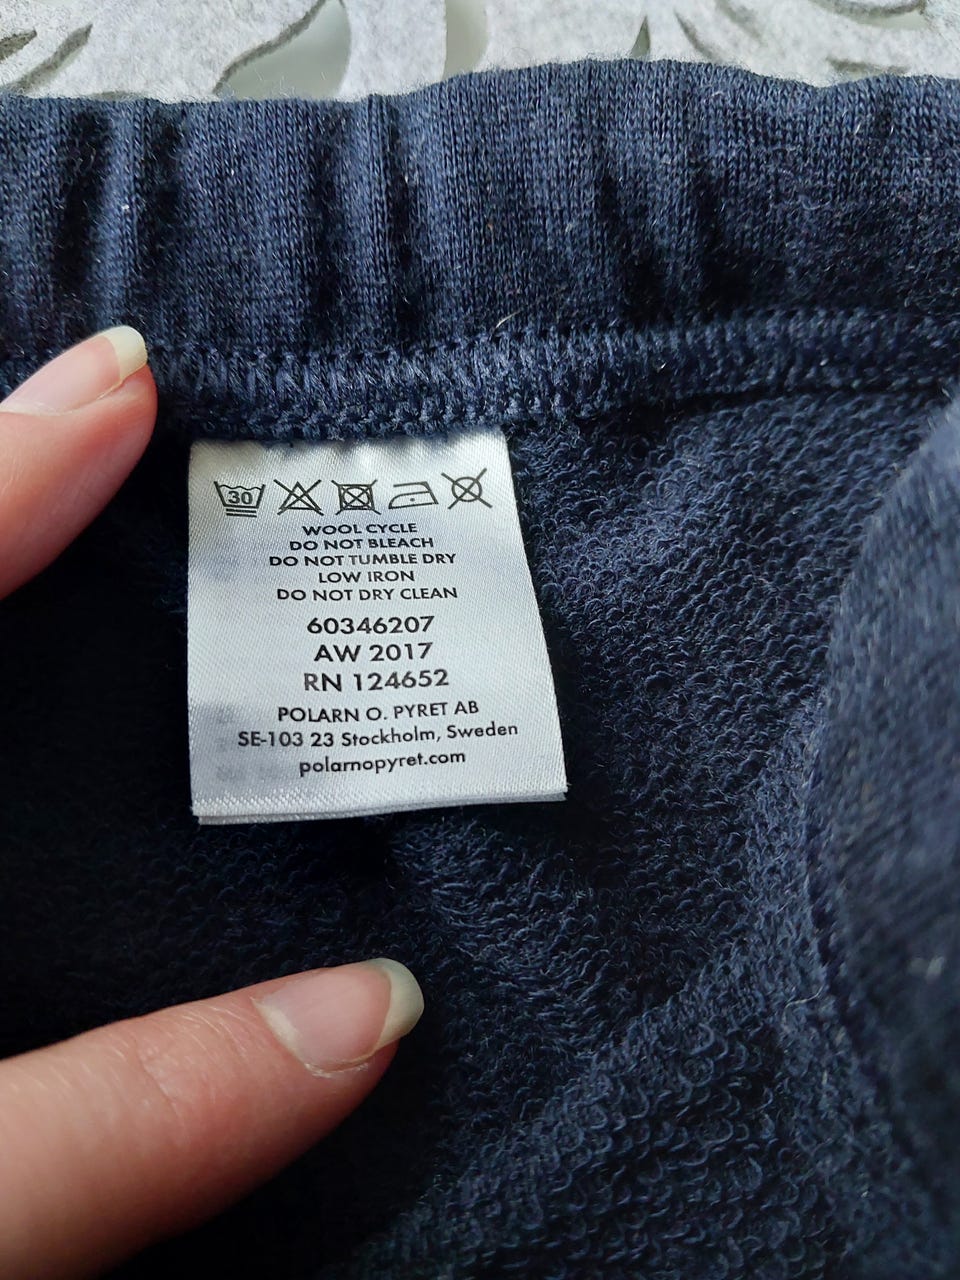 30
WOOL CYCLE
DO NOT BLEACH
DO NOT TUMBLE DRY
LOW IRON
DO NOT DRY CLEAN
60346207
AW 2017
RN 124652
POLARN O. PYRET AB
SE-103 23 Stockholm, Sweden
polarnopyret.com